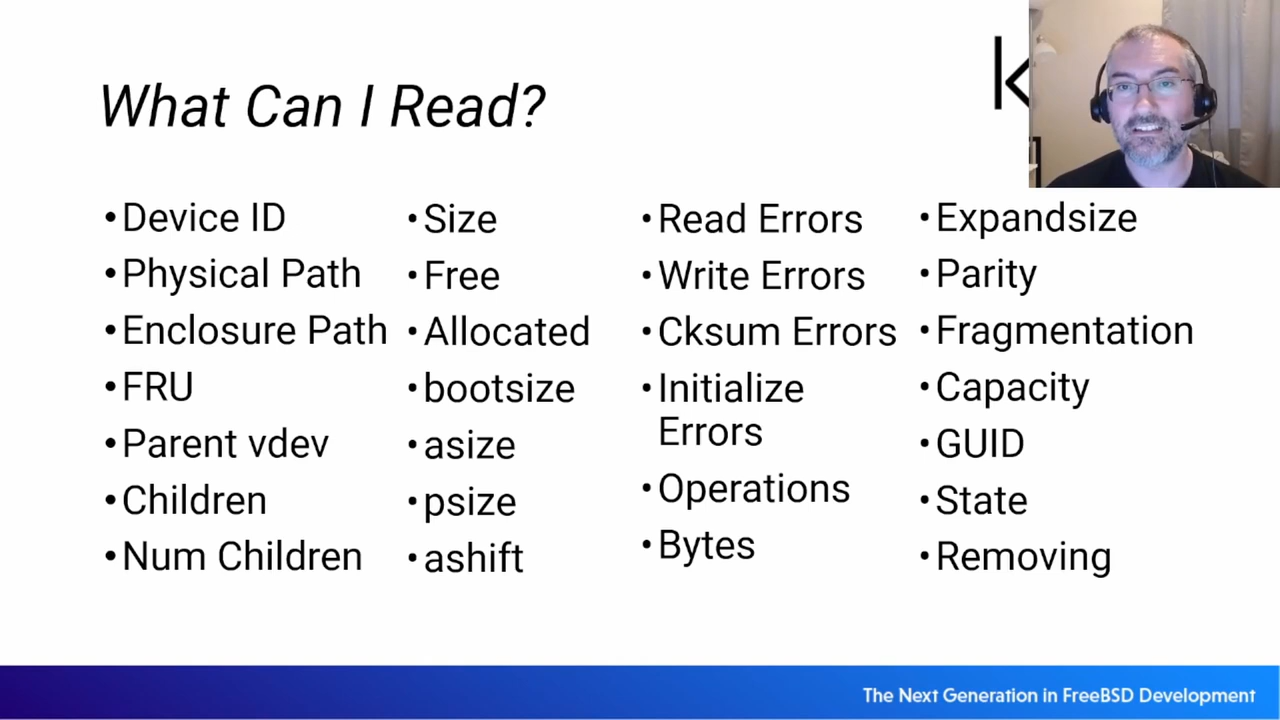 What Can I Read?
k
•Device ID
•Physical Path
•Enclosure Path
•FRU
•Parent vdev
•Children
•Num Children
•Size
•Free
•Allocated
•bootsize
•asize
•psize
•ashift
•Read Errors
•Write Errors
•Cksum Errors
•Initialize
Errors
•Operations
•Bytes
•Expandsize
•Parity
•Fragmentation
•Capacity
•GUID
•State
•Removing
The Next Generation in FreeBSD Development